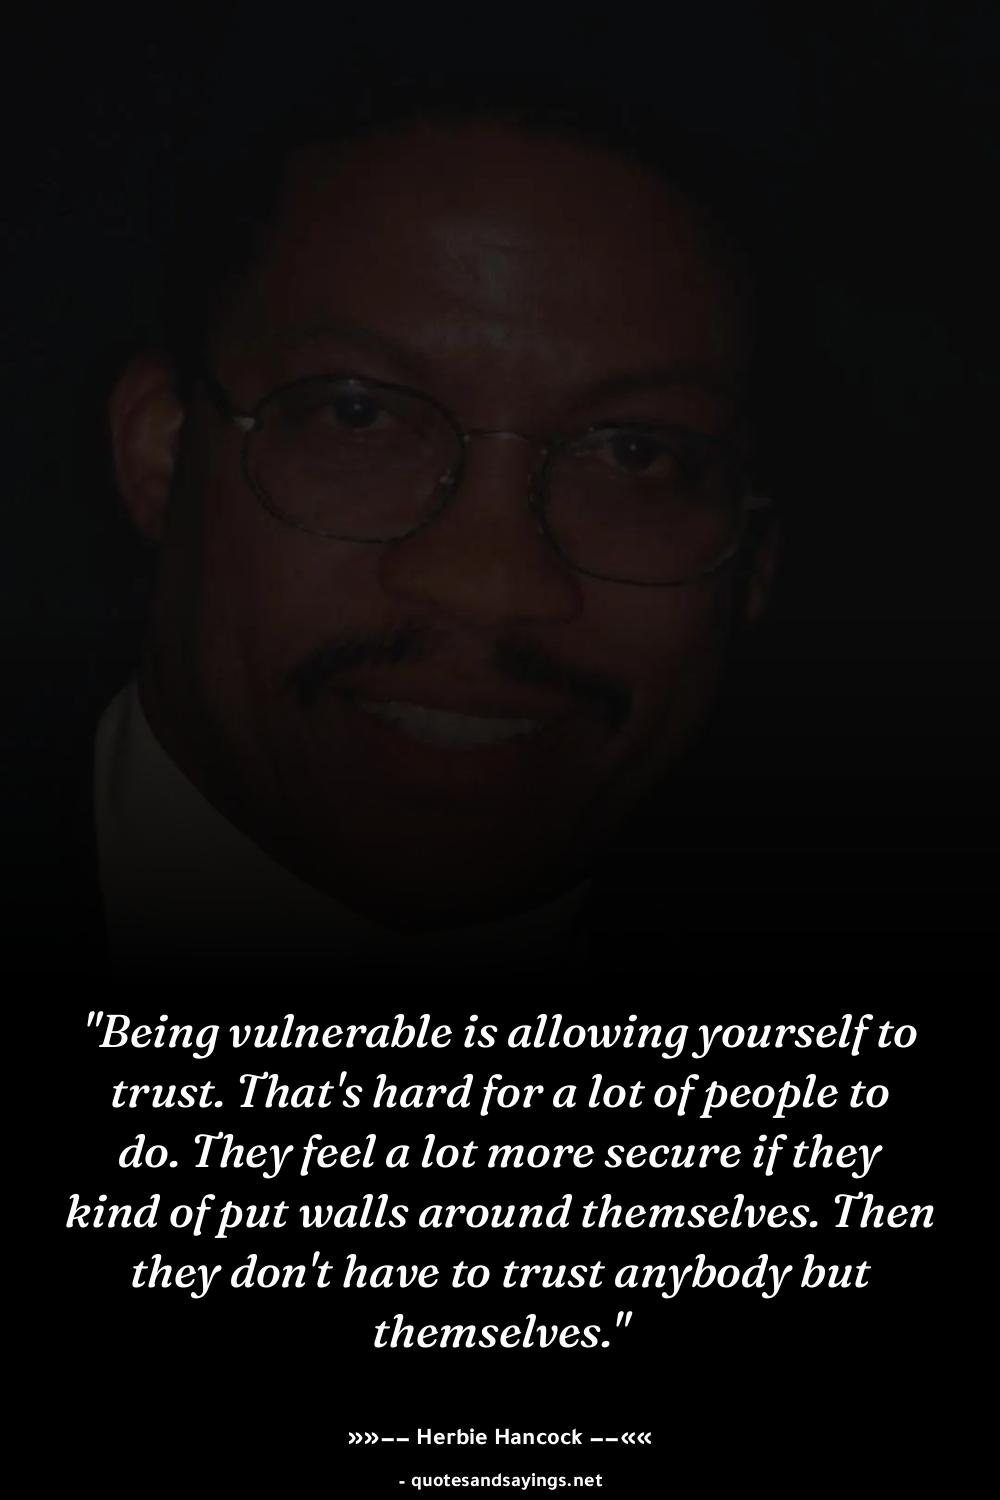 "Being vulnerable is allowing yourself to
trust. That's hard for a lot of people to
do. They feel a lot more secure if they
kind of put walls around themselves. Then
they don't have to trust anybody but
themselves."
»»−− Herbie Hancock −−««
- quotesandsayings.net